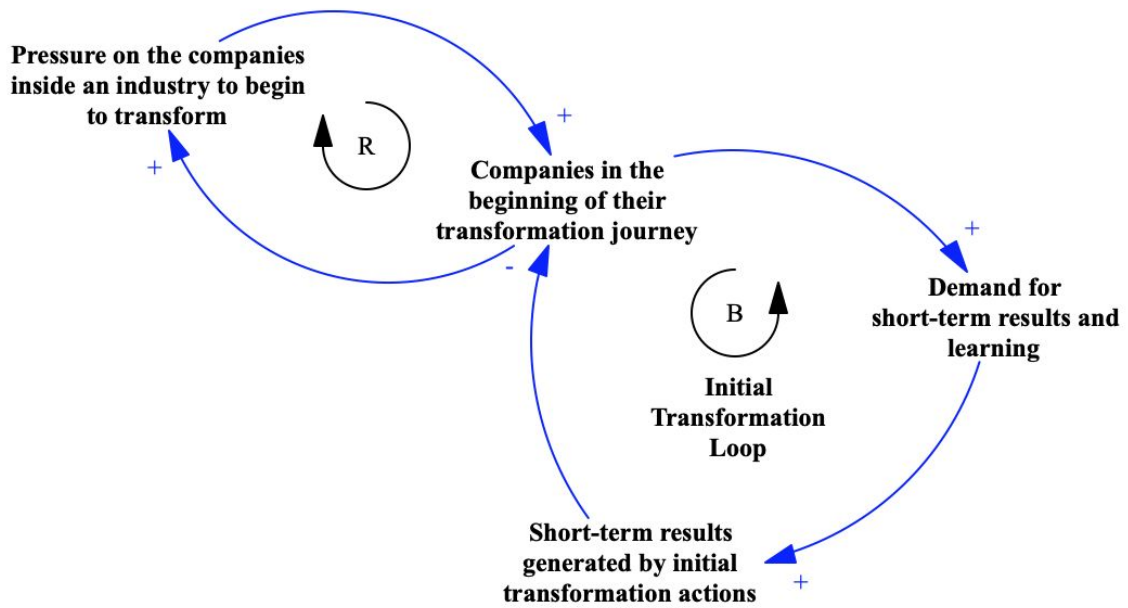 Pressure on the companies
inside an industry to begin
to transform
+
+
R
Companies in the
beginning of their
transformation journey
-
+
Demand for
short-term results and
learning
B
Initial
Transformation
Loop
Short-term results
generated by initial
transformation actions
+